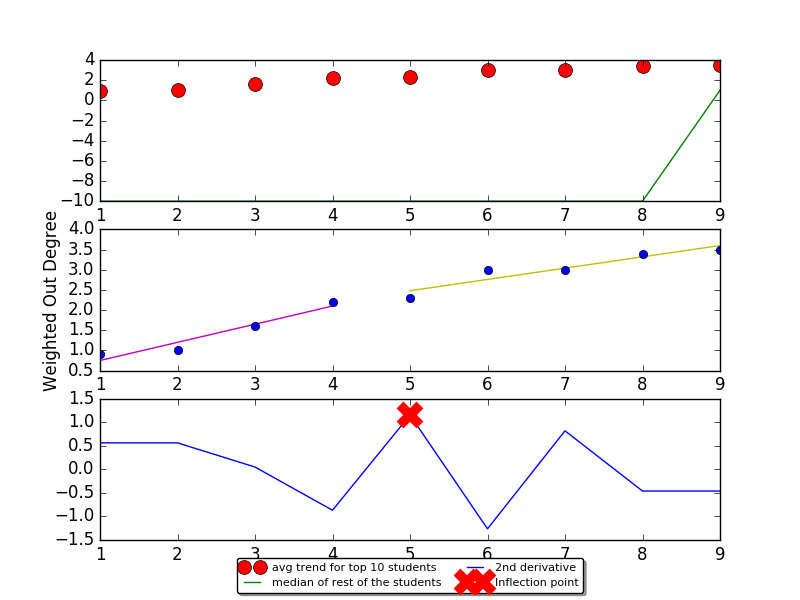 4
2
0
−2
−4
−6
−8
−10
1 2 3 4 5 6 7 8 9
Weighted Out Degree
4.0
3.5
3.0
2.5
2.0
1.5
1.0
0.5
1 2 3 4 5 6 7 8 9
1.5
1.0
0.5
0.0
−0.5
−1.0
−1.5
1 2 3 4 5 6 7 8 9
avg trend for top 10 students
median of rest of the students
2nd derivative
Inflection point